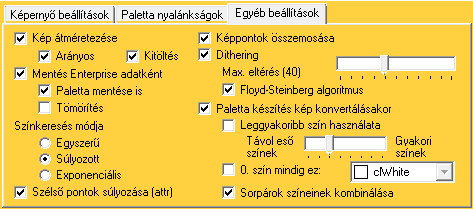 Képernyő beállítások
Paletta nyalánkságok
Egyéb beállítások
Kép átméretezése
Arányos
Kitöltés
Mentés Enterprise adatként
Paletta mentése is
Tömörítés
Színkeresés módja
Egyszerű
Súlyozott
Exponenciális
Szélső pontok súlyozása (attr)
Képpontok összemosása
Dithering
Max. eltérés (40)
Floyd-Steinberg algoritmus
Paletta készítés kép konvertálásakor
Leggyakoribb szín használata
Távol eső
színek
Gyakori
színek
0. szín mindig ez:
clWhite
Sorpárok színeinek kombinálása